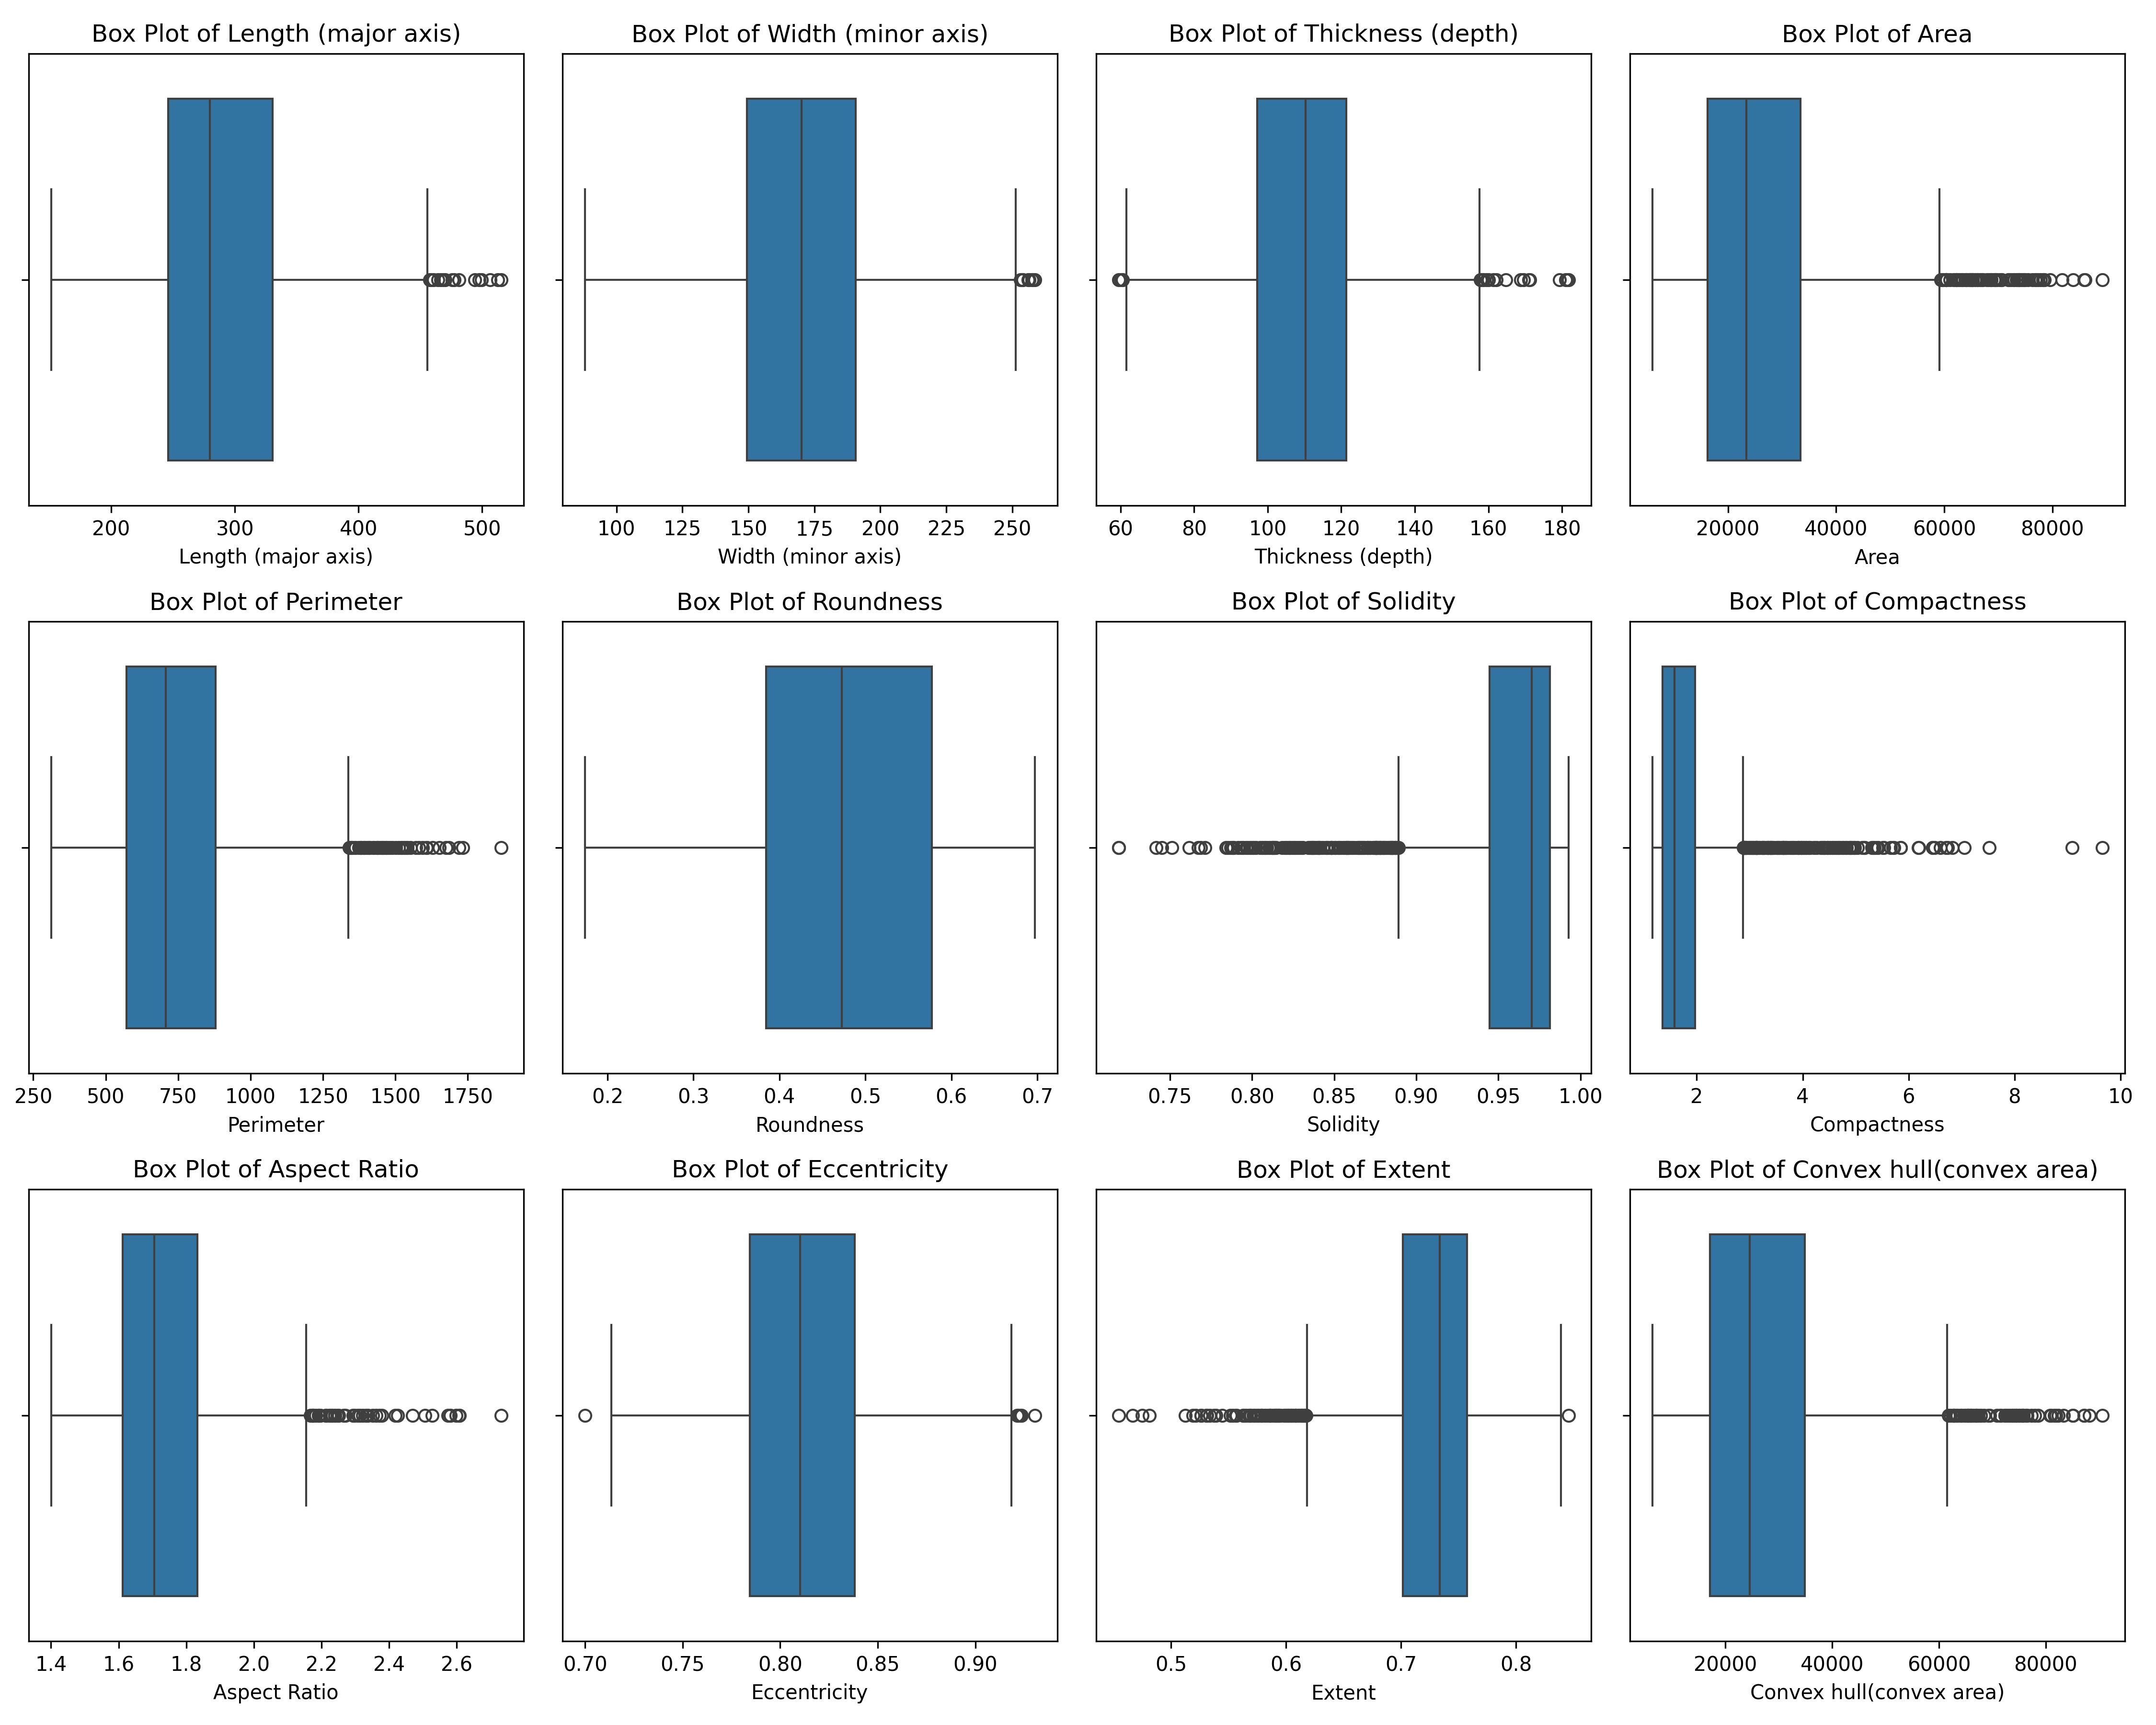 Box Plot of Length (major axis)
Box Plot of Width (minor axis)
Box Plot of Thickness (depth)
Box Plot of Area
200 300 400 500
100 125 150 175 200 225 250
60 80 100 120 140 160 180
20000 40000 60000 80000
Length (major axis)
Width (minor axis)
Thickness (depth)
Area
Box Plot of Perimeter
Box Plot of Roundness
Box Plot of Solidity
Box Plot of Compactness
250 500 750 1000 1250 1500 1750
0.2 0.3 0.4 0.5 0.6 0.7
0.75 0.80 0.85 0.90 0.95 1.00
2 4 6 8 10
Perimeter
Roundness
Solidity
Compactness
Box Plot of Aspect Ratio
Box Plot of Eccentricity
Box Plot of Extent
Box Plot of Convex hull(convex area)
1.4 1.6 1.8 2.0 2.2 2.4 2.6
0.70 0.75 0.80 0.85 0.90
0.5 0.6 0.7 0.8
20000 40000 60000 80000
Aspect Ratio
Eccentricity
Extent
Convex hull(convex area)